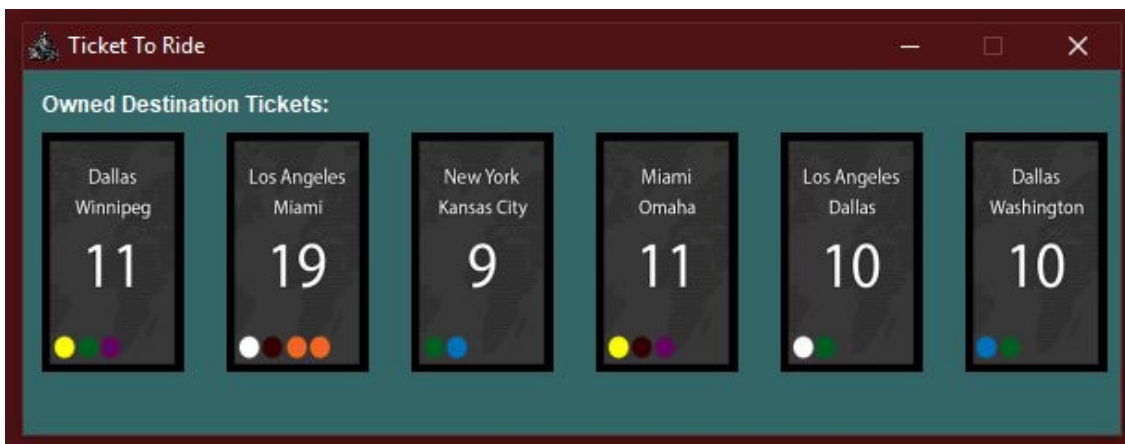 Ticket To Ride
Owned Destination Tickets:
Dallas
Winnipeg
11
Los Angeles
Miami
19
New York
Kansas City
9
Miami
Omaha
11
Los Angeles
Dallas
10
Dallas
Washington
10